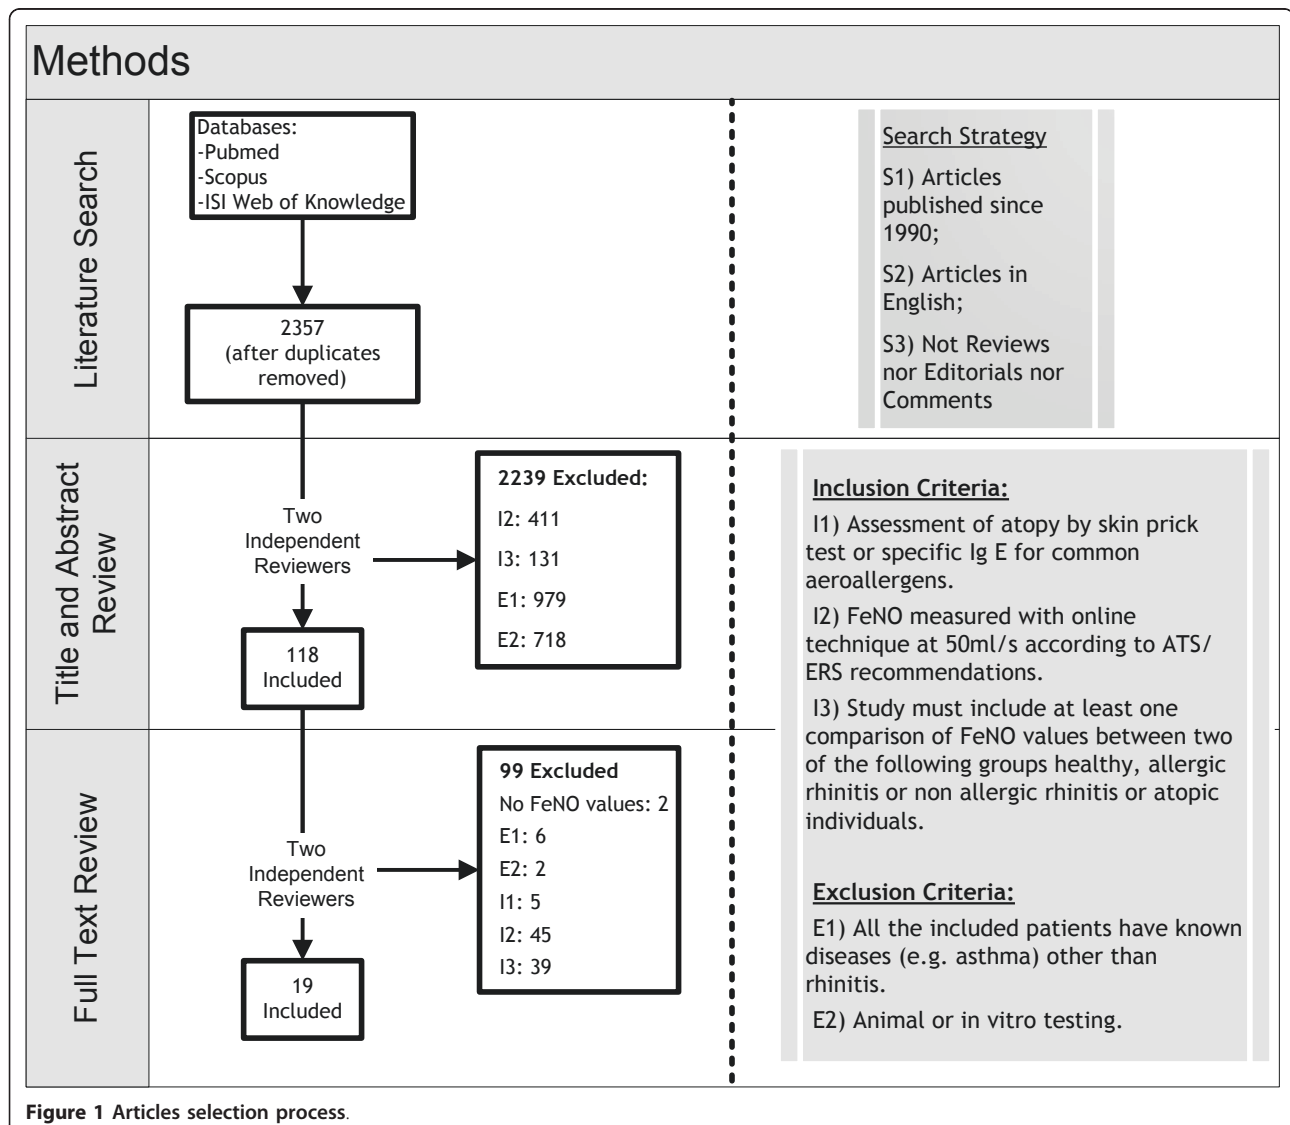 Methods
Literature Search
Databases:
-Pubmed
-Scopus
-ISI Web of Knowledge
2357
(after duplicates
removed)
Search Strategy
S1) Articles
published since
1990;
S2) Articles in
English;
S3) Not Reviews
nor Editorials nor
Comments
Title and Abstract
Review
Two
Independent
Reviewers
2239 Excluded:
I2: 411
I3: 131
E1: 979
E2: 718
118
Included
Full Text Review
Two
Independent
Reviewers
99 Excluded
No FeNO values: 2
E1: 6
E2: 2
I1: 5
I2: 45
I3: 39
19
Included
Inclusion Criteria:
I1) Assessment of atopy by skin prick
test or specific Ig E for common
aeroallergens.
I2) FeNO measured with online
technique at 50ml/s according to ATS/
ERS recommendations.
I3) Study must include at least one
comparison of FeNO values between two
of the following groups healthy, allergic
rhinitis or non allergic rhinitis or atopic
individuals.
Exclusion Criteria:
E1) All the included patients have known
diseases (e.g. asthma) other than
rhinitis.
E2) Animal or in vitro testing.
Figure 1 Articles selection process.